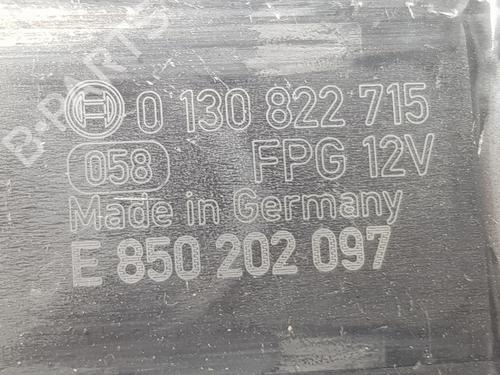 0 130 822 715
058 FPG 12V
Made in Germany
E 850 202 097
B-PARTS